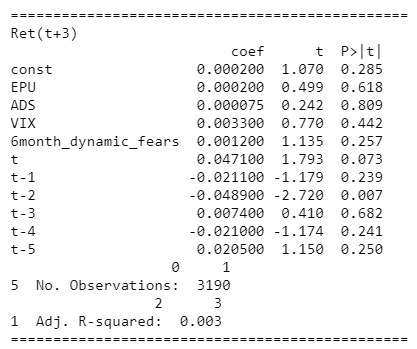 ==================================================
Ret(t+3)
coef t P>|t|
const 0.000200 1.070 0.285
EPU 0.000200 0.499 0.618
ADS 0.000075 0.242 0.809
VIX 0.003300 0.770 0.442
6month_dynamic_fears 0.001200 1.135 0.257
t 0.047100 1.793 0.073
t-1 -0.021100 -1.179 0.239
t-2 -0.048900 -2.720 0.007
t-3 0.007400 0.410 0.682
t-4 -0.021000 -1.174 0.241
t-5 0.020500 1.150 0.250
0 1
5 No. Observations: 3190
2 3
1 Adj. R-squared: 0.003
==================================================